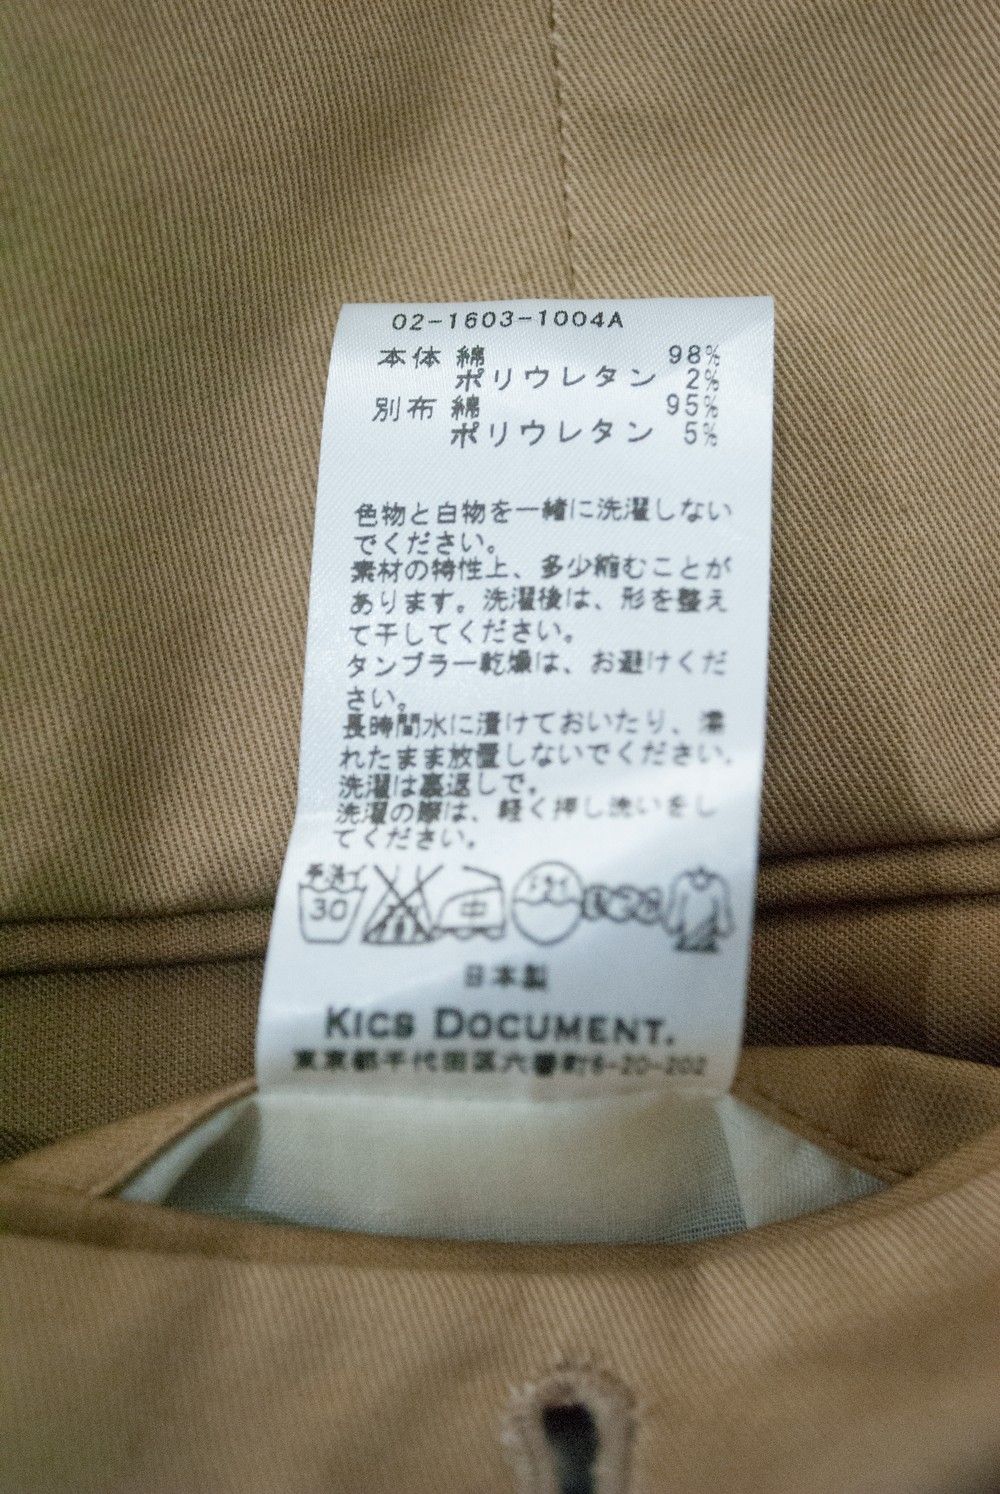 02-1603-1004A
本体 綿 98%
ポリウレタン 2%
別布 綿 95%
ポリウレタン 5%
色物と白物を一緒に洗濯しない
でください。
素材の特性上、多少縮むことが
あります。洗濯後は、形を整え
て干してください。
タンブラー乾燥は、お避けくだ
さい。
長時間水に漬けておいたり、濡
れたまま放置しないでください。
洗濯は裏返しで。
洗濯の際は、軽く押し洗いをし
てください。
手洗イ 30 中 ドライ
日本製
KICS DOCUMENT.
東京都千代田区六番町6-20-202